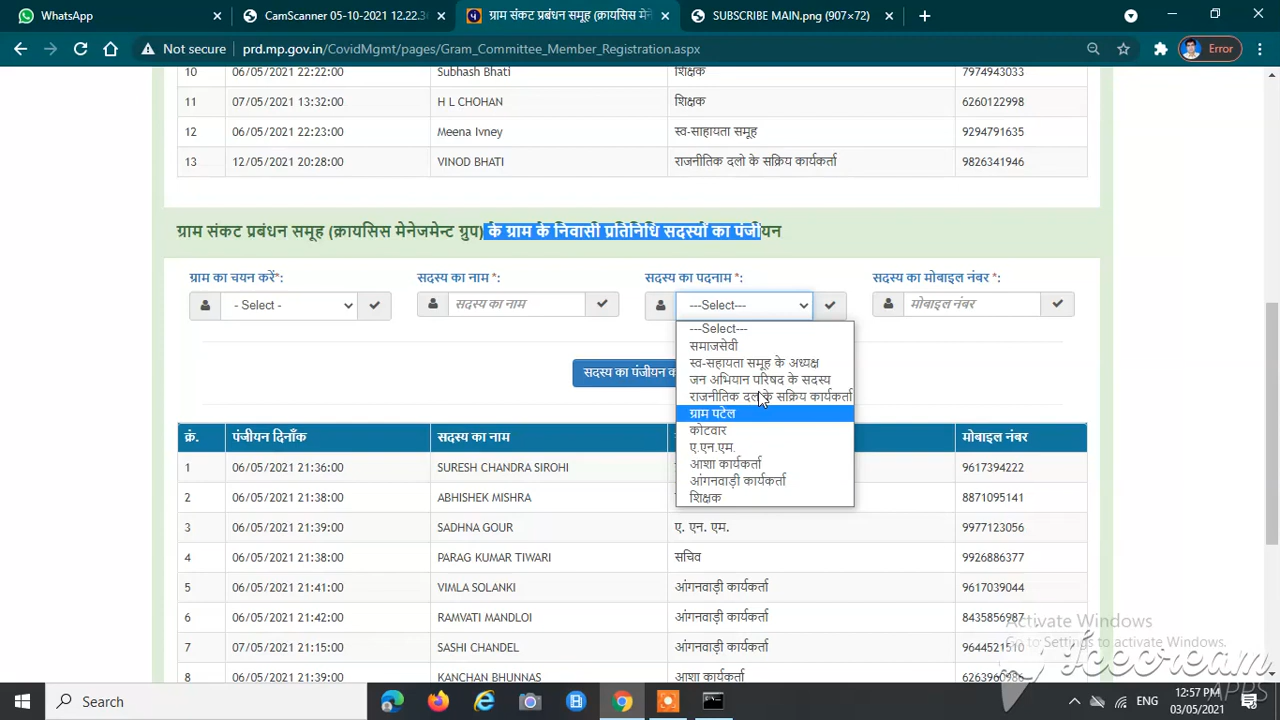 WhatsApp
CamScanner 05-10-2021 12.22.3
ग्राम संकट प्रबंधन समूह (क्रायसिस मेने
SUBSCRIBE MAIN.png (907×72)
Not secure
prd.mp.gov.in/CovidMgmt/pages/Gram_Committee_Member_Registration.aspx
Error
10 06/05/2021 22:22:00 Subhash Bhati शिक्षक 7974943033
11 07/05/2021 13:32:00 H L CHOHAN शिक्षक 6260122998
12 06/05/2021 22:23:00 Meena Ivney स्व-सहायता समूह 9294791635
13 12/05/2021 20:28:00 VINOD BHATI राजनीतिक दलो के सक्रिय कार्यकर्ता 9826341946
ग्राम संकट प्रबंधन समूह (क्रायसिस मेनेजमेन्ट ग्रुप) के ग्राम के निवासी प्रतिनिधि सदस्यों का पंजीयन
ग्राम का चयन करें*: सदस्य का नाम *: सदस्य का पदनाम *: सदस्य का मोबाइल नंबर *:
- Select - सदस्य का नाम ---Select--- मोबाइल नंबर
---Select---
समाजसेवी
स्व-सहायता समूह के अध्यक्ष
सदस्य का पंजीयन क
जन अभियान परिषद के सदस्य
राजनीतिक दलो के सक्रिय कार्यकर्ता
ग्राम पटेल
कोटवार
ए.एन.एम.
आशा कार्यकर्ता
आंगनवाड़ी कार्यकर्ता
शिक्षक
क्रं. पंजीयन दिनाँक सदस्य का नाम मोबाइल नंबर
1 06/05/2021 21:36:00 SURESH CHANDRA SIROHI 9617394222
2 06/05/2021 21:38:00 ABHISHEK MISHRA 8871095141
3 06/05/2021 21:39:00 SADHNA GOUR ए. एन. एम. 9977123056
4 06/05/2021 21:38:00 PARAG KUMAR TIWARI सचिव 9926886377
5 06/05/2021 21:41:00 VIMLA SOLANKI आंगनवाड़ी कार्यकर्ता 9617039044
6 06/05/2021 21:41:00 RAMVATI MANDLOI आंगनवाड़ी कार्यकर्ता 8435856987
7 07/05/2021 21:15:00 SASHI CHANDEL आंगनवाड़ी कार्यकर्ता 9644521510
8 06/05/2021 21:41:00 KANCHAN BHUNNAS आशा कार्यकर्ता 6263960986
Activate Windows
Go to Settings to activate Windows.
Icecream
APPS
Search
ENG
12:57 PM
03/05/2021